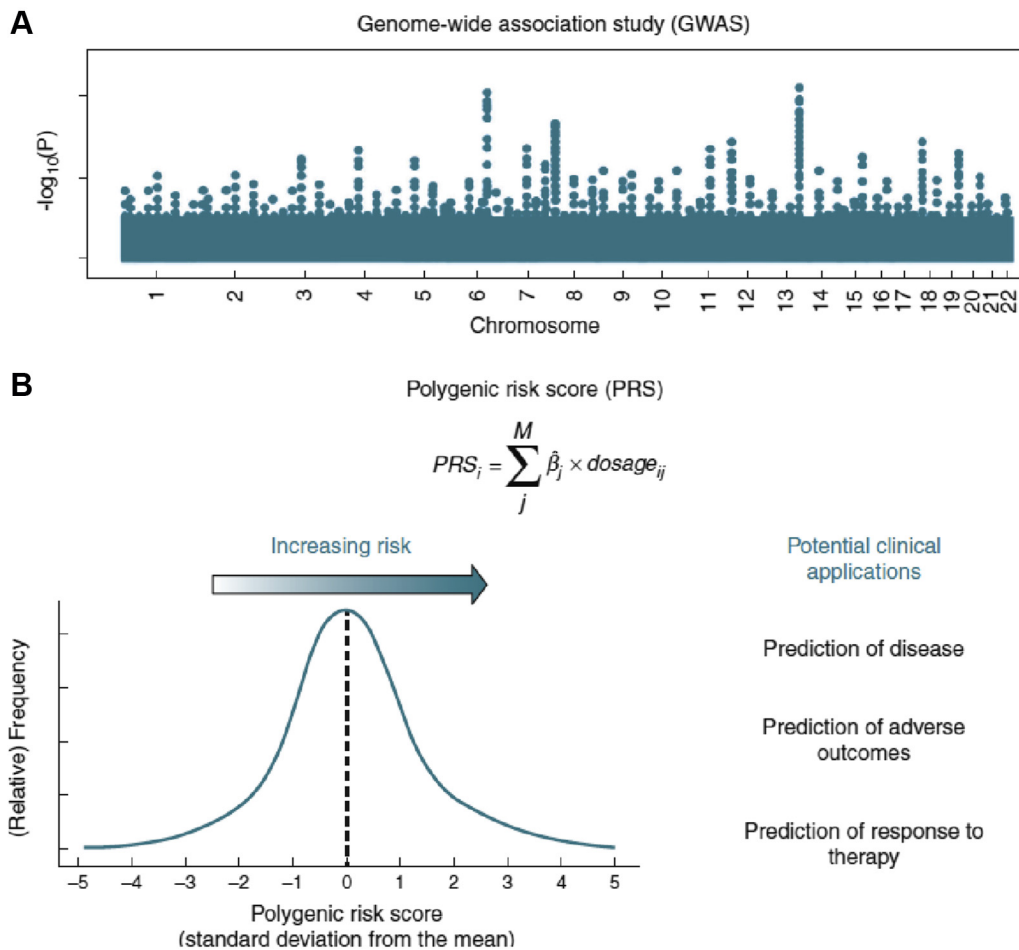 A
Genome-wide association study (GWAS)
-log₁₀(P)
1 2 3 4 5 6 7 8 9 10 11 12 13 14 15 16 17 18 19 20 21 22
Chromosome
B
Polygenic risk score (PRS)
PRSᵢ = ∑ⱼᴹ β̂ⱼ × dosageᵢⱼ
Increasing risk
(Relative) Frequency
–5 –4 –3 –2 –1 0 1 2 3 4 5
Polygenic risk score
(standard deviation from the mean)
Potential clinical
applications
Prediction of disease
Prediction of adverse
outcomes
Prediction of response to
therapy